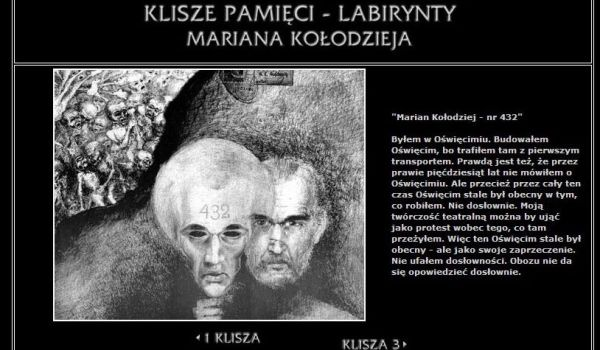 KLISZE PAMIĘCI - LABIRYNTY
MARIANA KOŁODZIEJA
432
"Marian Kołodziej - nr 432"
Byłem w Oświęcimiu. Budowałem
Oświęcim, bo trafiłem tam z pierwszym
transportem. Prawdą jest też, że przez
prawie pięćdziesiąt lat nie mówiłem o
Oświęcimiu. Ale przecież przez cały ten
czas Oświęcim stale był obecny w tym,
co robiłem. Nie dosłownie. Moją
twórczość teatralną można by ująć
jako protest wobec tego, co tam
przeżyłem. Więc ten Oświęcim stale był
obecny - ale jako swoje zaprzeczenie.
Nie ufałem dosłowności. Obozu nie da
się opowiedzieć dosłownie.
1 KLISZA
KLISZA 3